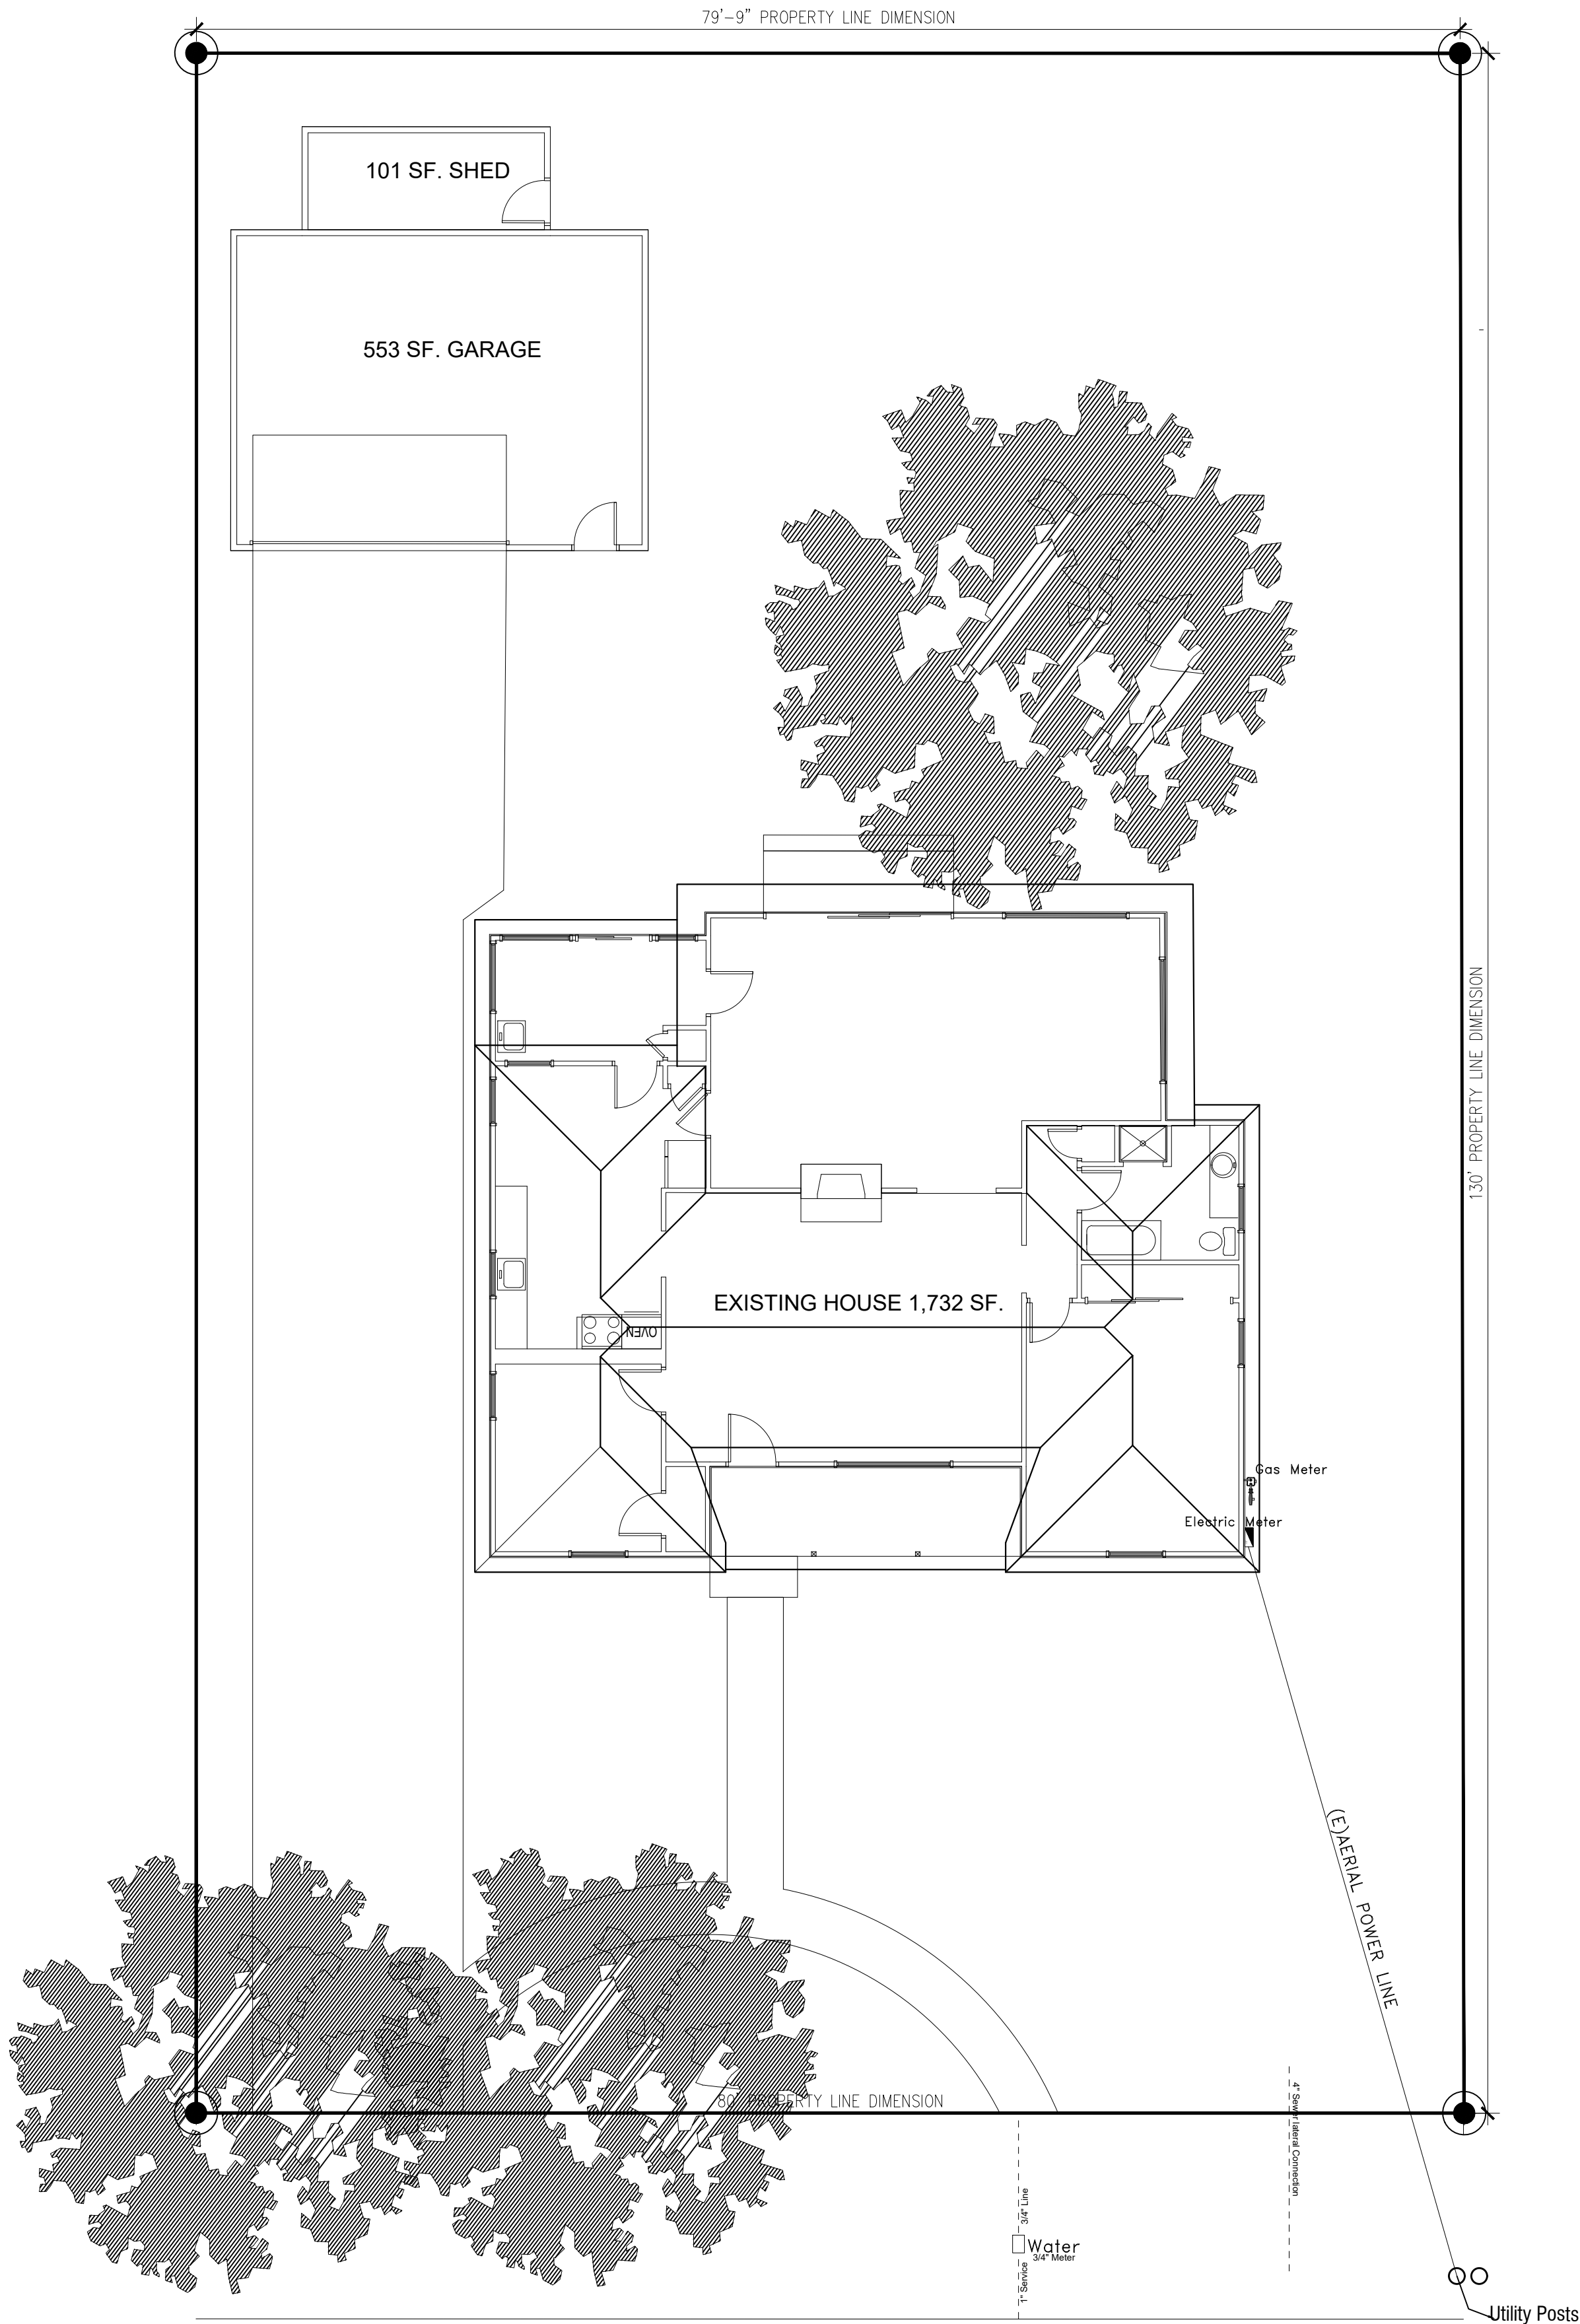 79'-9" PROPERTY LINE DIMENSION
101 SF. SHED
553 SF. GARAGE
130' PROPERTY LINE DIMENSION
EXISTING HOUSE 1,732 SF.
OVEN
Gas Meter
Electric Meter
(E)AERIAL POWER LINE
80' PROPERTY LINE DIMENSION
4" Sewer lateral Connection
3/4" Line
Water
3/4" Meter
1" Service
Utility Posts